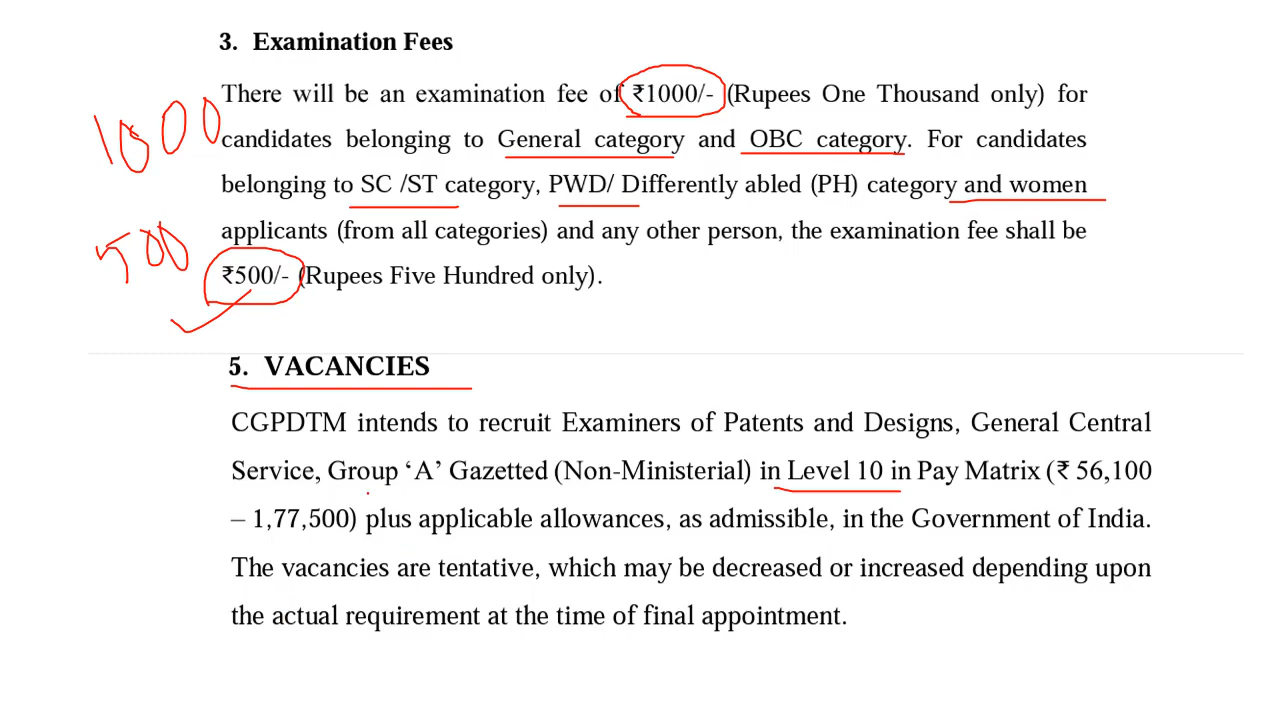 3. Examination Fees
There will be an examination fee of ₹1000/- (Rupees One Thousand only) for
1000
candidates belonging to General category and OBC category. For candidates
belonging to SC /ST category, PWD/ Differently abled (PH) category and women
applicants (from all categories) and any other person, the examination fee shall be
500
₹500/- (Rupees Five Hundred only).
5. VACANCIES
CGPDTM intends to recruit Examiners of Patents and Designs, General Central
Service, Group ‘A’ Gazetted (Non-Ministerial) in Level 10 in Pay Matrix (₹ 56,100
– 1,77,500) plus applicable allowances, as admissible, in the Government of India.
The vacancies are tentative, which may be decreased or increased depending upon
the actual requirement at the time of final appointment.